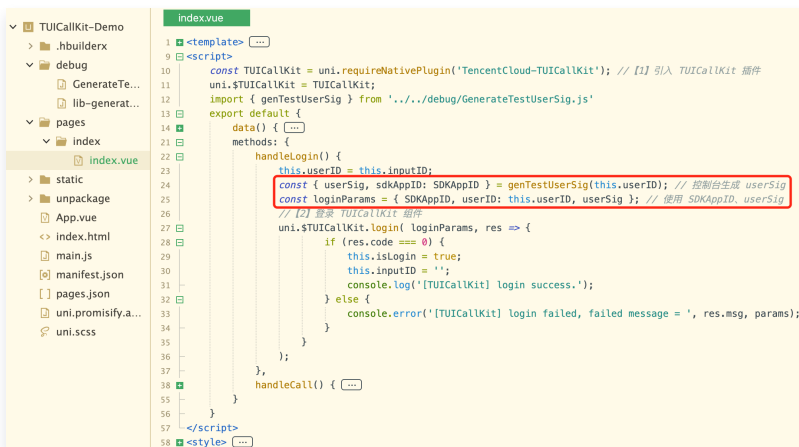 TUICallKit-Demo
.hbuilderx
debug
GenerateTe...
lib-generat...
pages
index
index.vue
static
unpackage
App.vue
index.html
main.js
manifest.json
pages.json
uni.promisify.a...
uni.scss
index.vue
1 <template> ...
9 <script>
10 const TUICallKit = uni.requireNativePlugin('TencentCloud-TUICallKit'); //【1】引入 TUICallKit 插件
11 uni.$TUICallKit = TUICallKit;
12 import { genTestUserSig } from '../../debug/GenerateTestUserSig.js'
13 export default {
14 data() { ...
21 methods: {
22 handleLogin() {
23 this.userID = this.inputID;
24 const { userSig, sdkAppID: SDKAppID } = genTestUserSig(this.userID); // 控制台生成 userSig
25 const loginParams = { SDKAppID, userID: this.userID, userSig }; // 使用 SDKAppID、userSig
26 //【2】登录 TUICallKit 组件
27 uni.$TUICallKit.login( loginParams, res => {
28 if (res.code === 0) {
29 this.isLogin = true;
30 this.inputID = '';
31 console.log('[TUICallKit] login success.');
32 } else {
33 console.error('[TUICallKit] login failed, failed message = ', res.msg, params);
34 }
35 }
36 );
37 },
38 handleCall() { ...
55 }
56 }
57 </script>
58 <style> ...